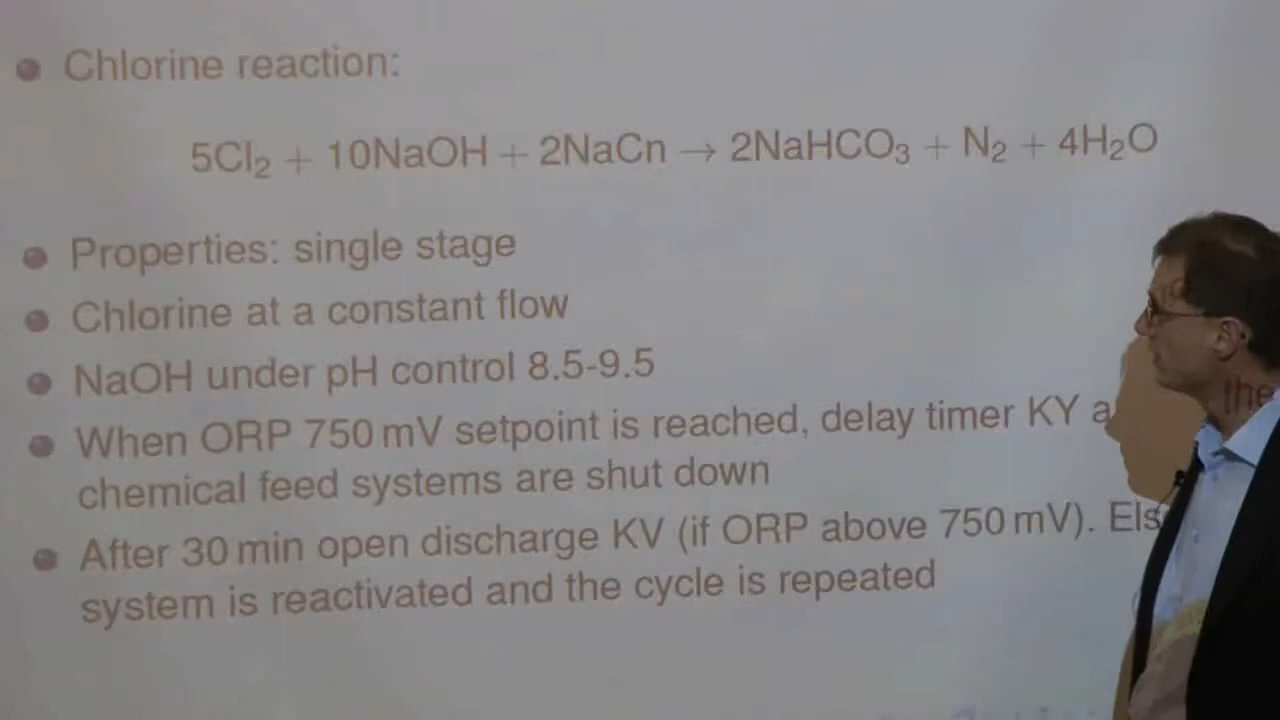 Chlorine reaction:
5Cl₂ + 10NaOH + 2NaCn → 2NaHCO₃ + N₂ + 4H₂O
Properties: single stage
Chlorine at a constant flow
NaOH under pH control 8.5-9.5
When ORP 750 mV setpoint is reached, delay timer KY
chemical feed systems are shut down
After 30 min open discharge KV (if ORP above 750 mV).
system is reactivated and the cycle is repeated
the